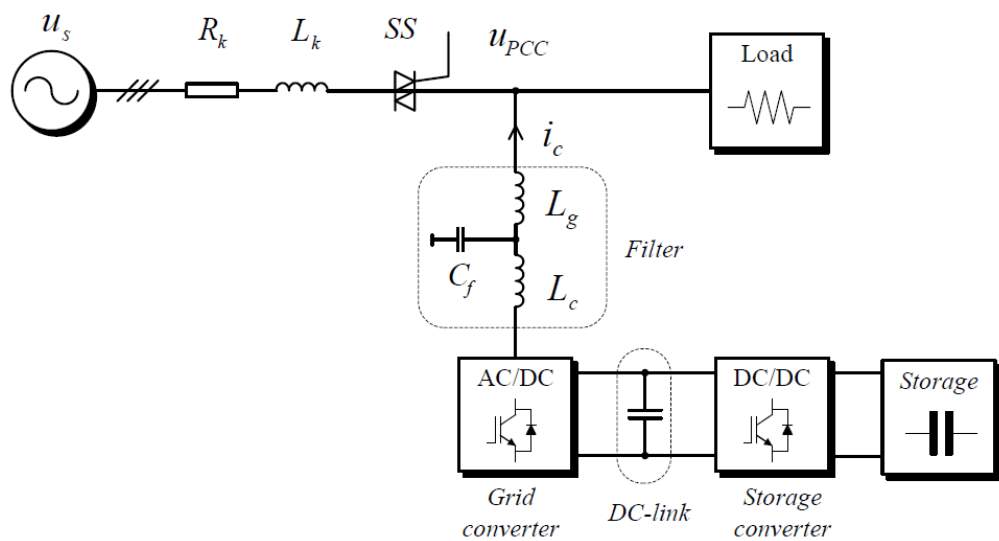 u_s
R_k
L_k
SS
u_PCC
Load
i_c
L_g
Filter
C_f
L_c
AC/DC
DC/DC
Storage
Grid
converter
DC-link
Storage
converter